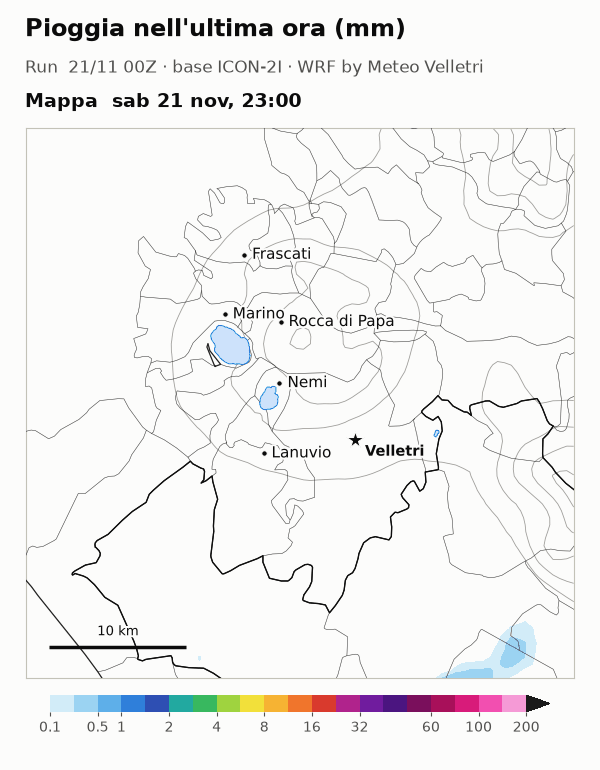 Pioggia nell'ultima ora (mm)
Run  21/11 00Z · base ICON-2I · WRF by Meteo Velletri
Mappa  sab 21 nov, 23:00
Frascati
Marino
Rocca di Papa
Nemi
Velletri
Lanuvio
10 km
0.1 0.5 1 2 4 8 16 32 60 100 200